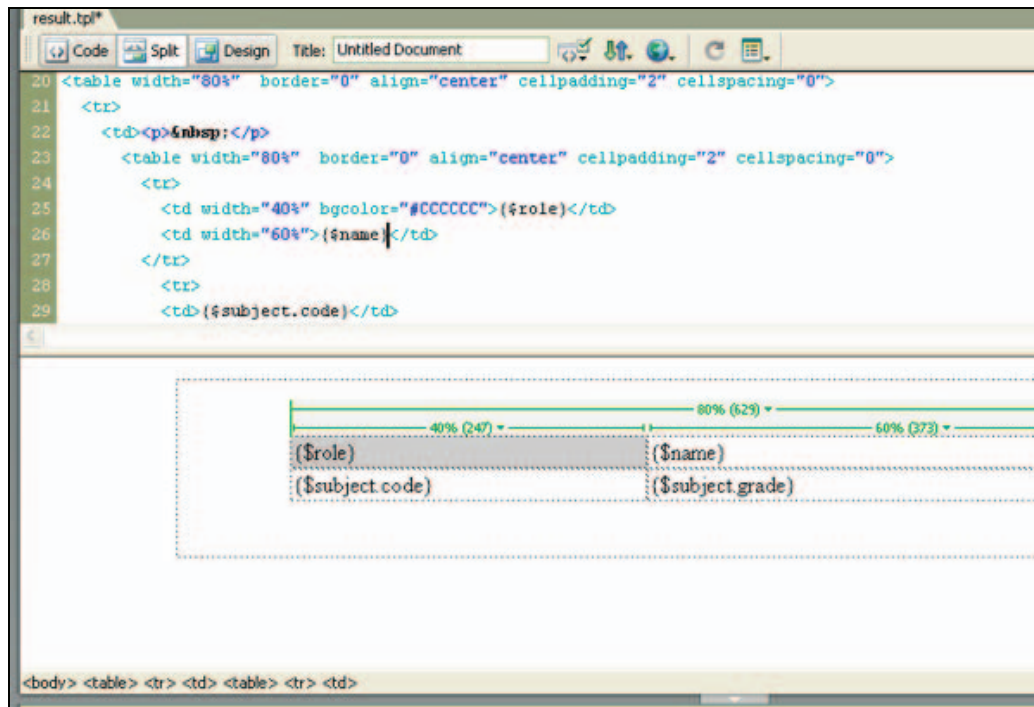 result.tpl*
Code Split Design Title: Untitled Document
20 <table width="80%"  border="0" align="center" cellpadding="2" cellspacing="0">
21 <tr>
22 <td><p>&nbsp;</p>
23 <table width="80%"  border="0" align="center" cellpadding="2" cellspacing="0">
24 <tr>
25 <td width="40%" bgcolor="#CCCCCC">{$role}</td>
26 <td width="60%">{$name}</td>
27 </tr>
28 <tr>
29 <td>{$subject.code}</td>
80% (629)
40% (247) 60% (373)
{$role} {$name}
{$subject.code} {$subject.grade}
<body> <table> <tr> <td> <table> <tr> <td>